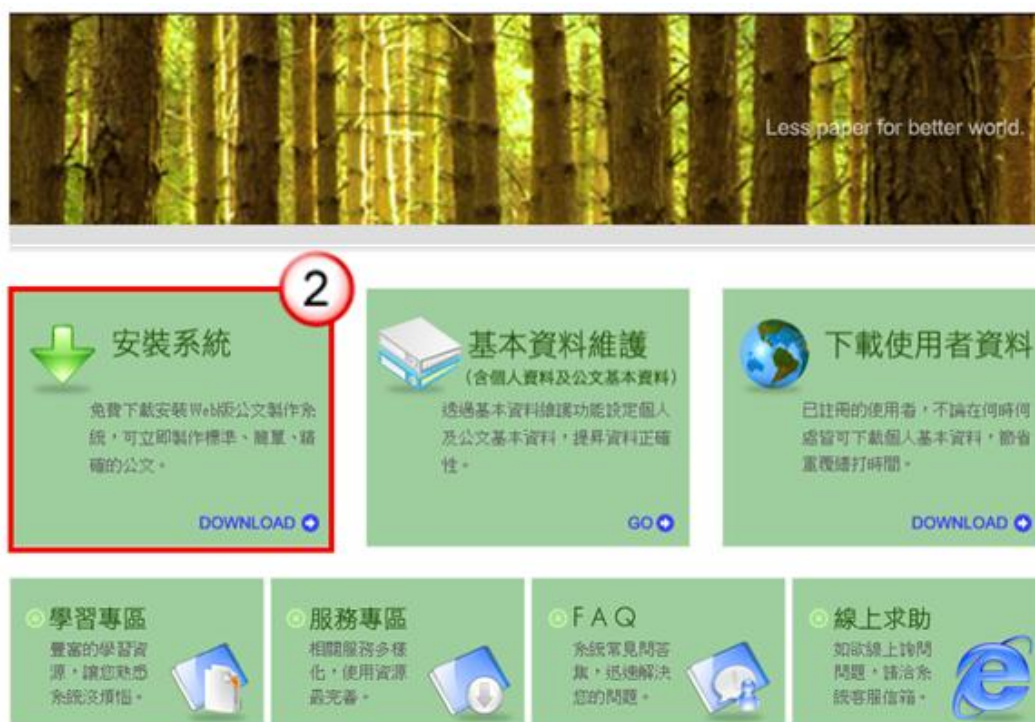 Less paper for better world.
2
安裝系統
免費下載安裝Web版公文製作系
統，可立即製作標準、簡單、精
確的公文。
DOWNLOAD
基本資料維護
(含個人資料及公文基本資料)
透過基本資料維護功能設定個人
及公文基本資料，提昇資料正確
性。
GO
下載使用者資料
已註冊的使用者，不論在何時何
處皆可下載個人基本資料，節省
重覆繕打時間。
DOWNLOAD
學習專區
豐富的學習資
源，讓您熟悉
系統沒煩惱。
服務專區
相關服務多樣
化，使用資源
最完善。
FAQ
系統常見問答
集，迅速解決
您的問題。
線上求助
如欲線上詢問
問題，請洽系
統客服信箱。